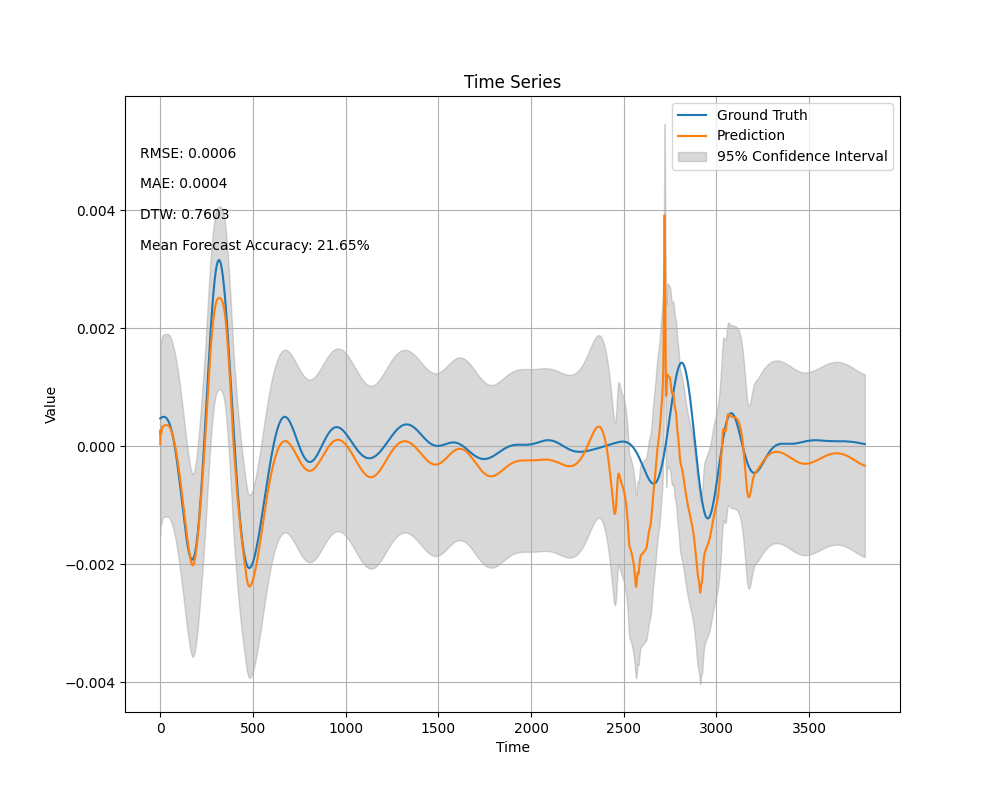 Time Series
Ground Truth
Prediction
95% Confidence Interval
RMSE: 0.0006
MAE: 0.0004
DTW: 0.7603
Mean Forecast Accuracy: 21.65%
Value
0.004
0.002
0.000
−0.002
−0.004
0 500 1000 1500 2000 2500 3000 3500
Time